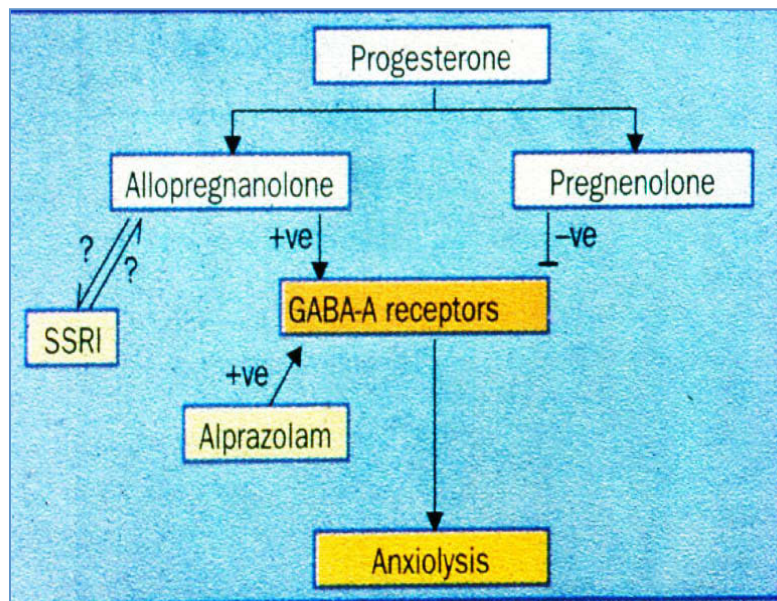 Progesterone
Allopregnanolone
Pregnenolone
?
?
+ve
–ve
GABA-A receptors
SSRI
+ve
Alprazolam
Anxiolysis